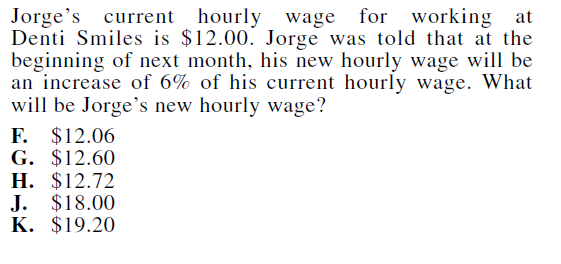 Jorge's current hourly wage for working at
Denti Smiles is $12.00. Jorge was told that at the
beginning of next month, his new hourly wage will be
an increase of 6% of his current hourly wage. What
will be Jorge's new hourly wage?
F. $12.06
G. $12.60
H. $12.72
J. $18.00
K. $19.20